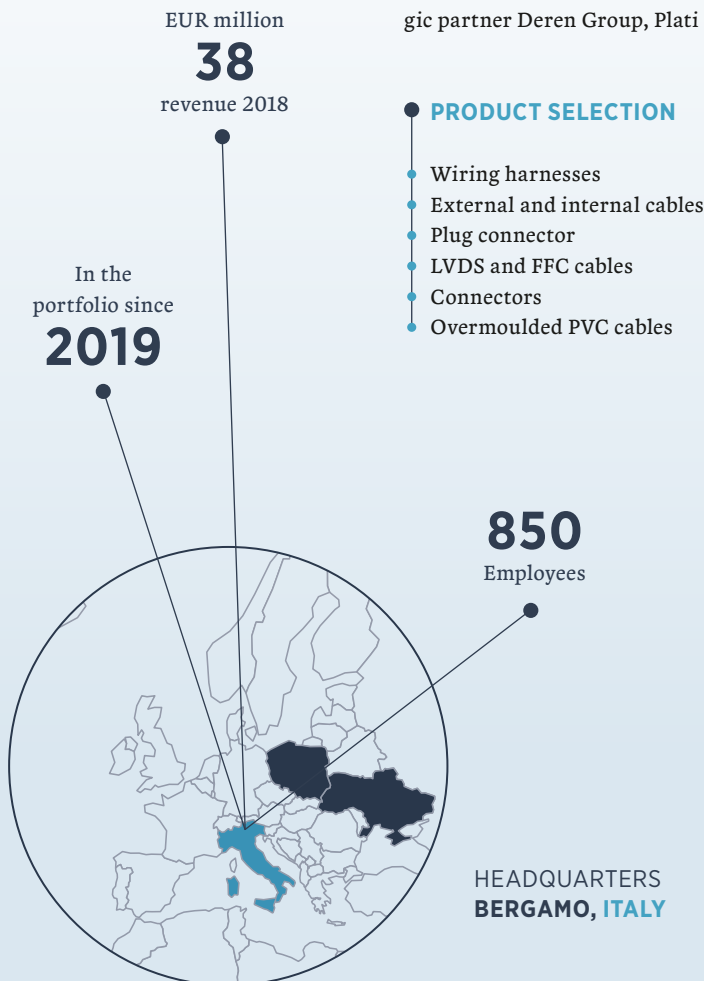 EUR million
38
revenue 2018
gic partner Deren Group, Plati
PRODUCT SELECTION
Wiring harnesses
External and internal cables
Plug connector
LVDS and FFC cables
Connectors
Overmoulded PVC cables
In the
portfolio since
2019
850
Employees
HEADQUARTERS
BERGAMO, ITALY